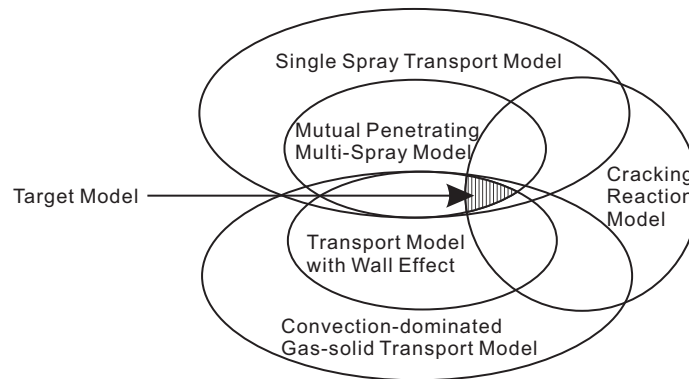 Single Spray Transport Model
Mutual Penetrating
Multi-Spray Model
Cracking
Reaction
Model
Target Model
Transport Model
with Wall Effect
Convection-dominated
Gas-solid Transport Model